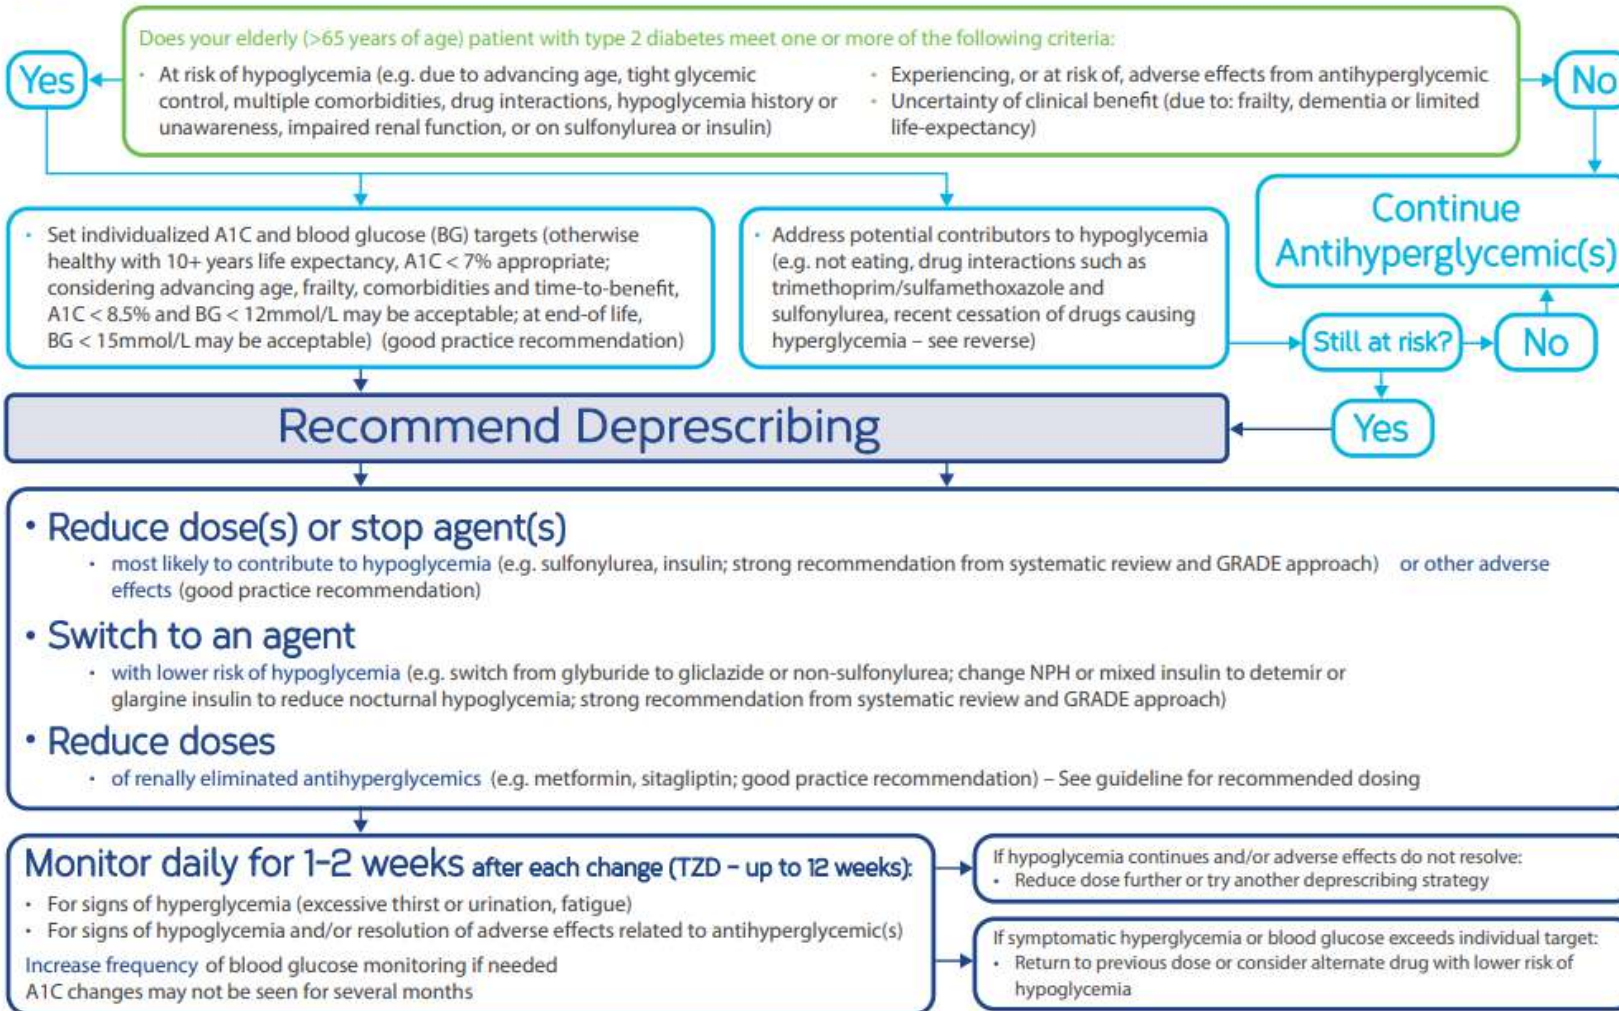 Does your elderly (>65 years of age) patient with type 2 diabetes meet one or more of the following criteria:
Yes
• At risk of hypoglycemia (e.g. due to advancing age, tight glycemic
control, multiple comorbidities, drug interactions, hypoglycemia history or
unawareness, impaired renal function, or on sulfonylurea or insulin)
• Experiencing, or at risk of, adverse effects from antihyperglycemic
• Uncertainty of clinical benefit (due to: frailty, dementia or limited
life-expectancy)
No
• Set individualized A1C and blood glucose (BG) targets (otherwise
healthy with 10+ years life expectancy, A1C < 7% appropriate;
considering advancing age, frailty, comorbidities and time-to-benefit,
A1C < 8.5% and BG < 12mmol/L may be acceptable; at end-of life,
BG < 15mmol/L may be acceptable) (good practice recommendation)
• Address potential contributors to hypoglycemia
(e.g. not eating, drug interactions such as
trimethoprim/sulfamethoxazole and
sulfonylurea, recent cessation of drugs causing
hyperglycemia – see reverse)
Continue
Antihyperglycemic(s)
Still at risk?
No
Yes
Recommend Deprescribing
• Reduce dose(s) or stop agent(s)
• most likely to contribute to hypoglycemia (e.g. sulfonylurea, insulin; strong recommendation from systematic review and GRADE approach) or other adverse
effects (good practice recommendation)
• Switch to an agent
• with lower risk of hypoglycemia (e.g. switch from glyburide to gliclazide or non-sulfonylurea; change NPH or mixed insulin to detemir or
glargine insulin to reduce nocturnal hypoglycemia; strong recommendation from systematic review and GRADE approach)
• Reduce doses
• of renally eliminated antihyperglycemics (e.g. metformin, sitagliptin; good practice recommendation) – See guideline for recommended dosing
Monitor daily for 1-2 weeks after each change (TZD – up to 12 weeks):
• For signs of hyperglycemia (excessive thirst or urination, fatigue)
• For signs of hypoglycemia and/or resolution of adverse effects related to antihyperglycemic(s)
Increase frequency of blood glucose monitoring if needed
A1C changes may not be seen for several months
If hypoglycemia continues and/or adverse effects do not resolve:
• Reduce dose further or try another deprescribing strategy
If symptomatic hyperglycemia or blood glucose exceeds individual target:
• Return to previous dose or consider alternate drug with lower risk of
hypoglycemia